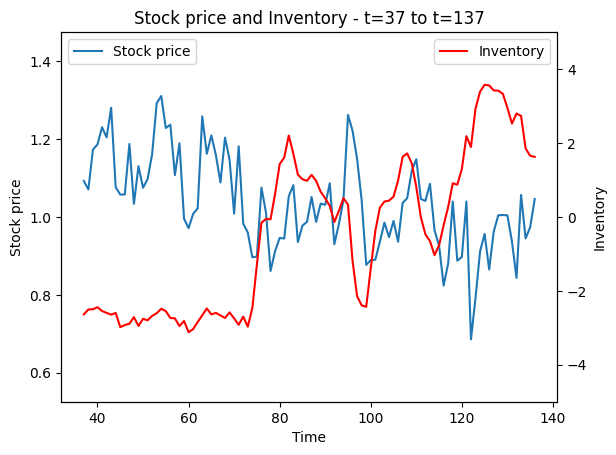 Stock price and Inventory - t=37 to t=137
Stock price
Inventory
1.4
1.2
1.0
0.8
0.6
Stock price
4
2
0
−2
−4
Inventory
40
60
80
100
120
140
Time